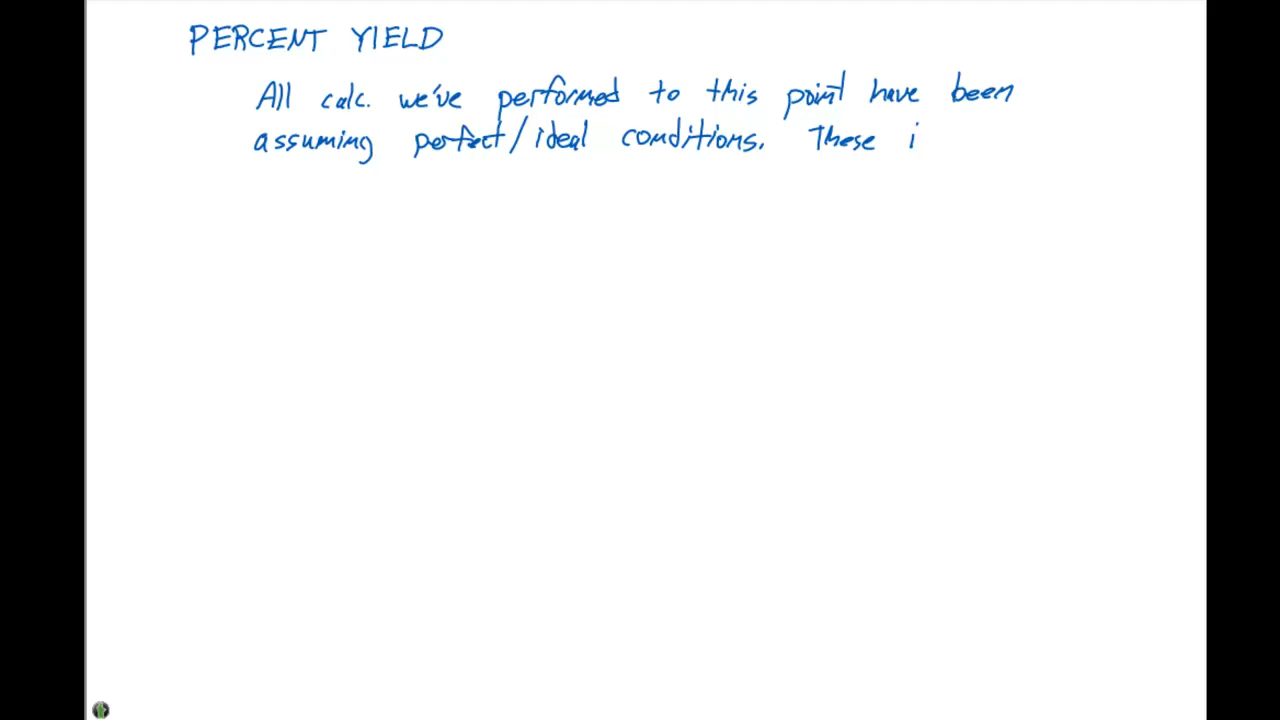 PERCENT YIELD
All calc. we've performed to this point have been
assuming perfect/ideal conditions. These i